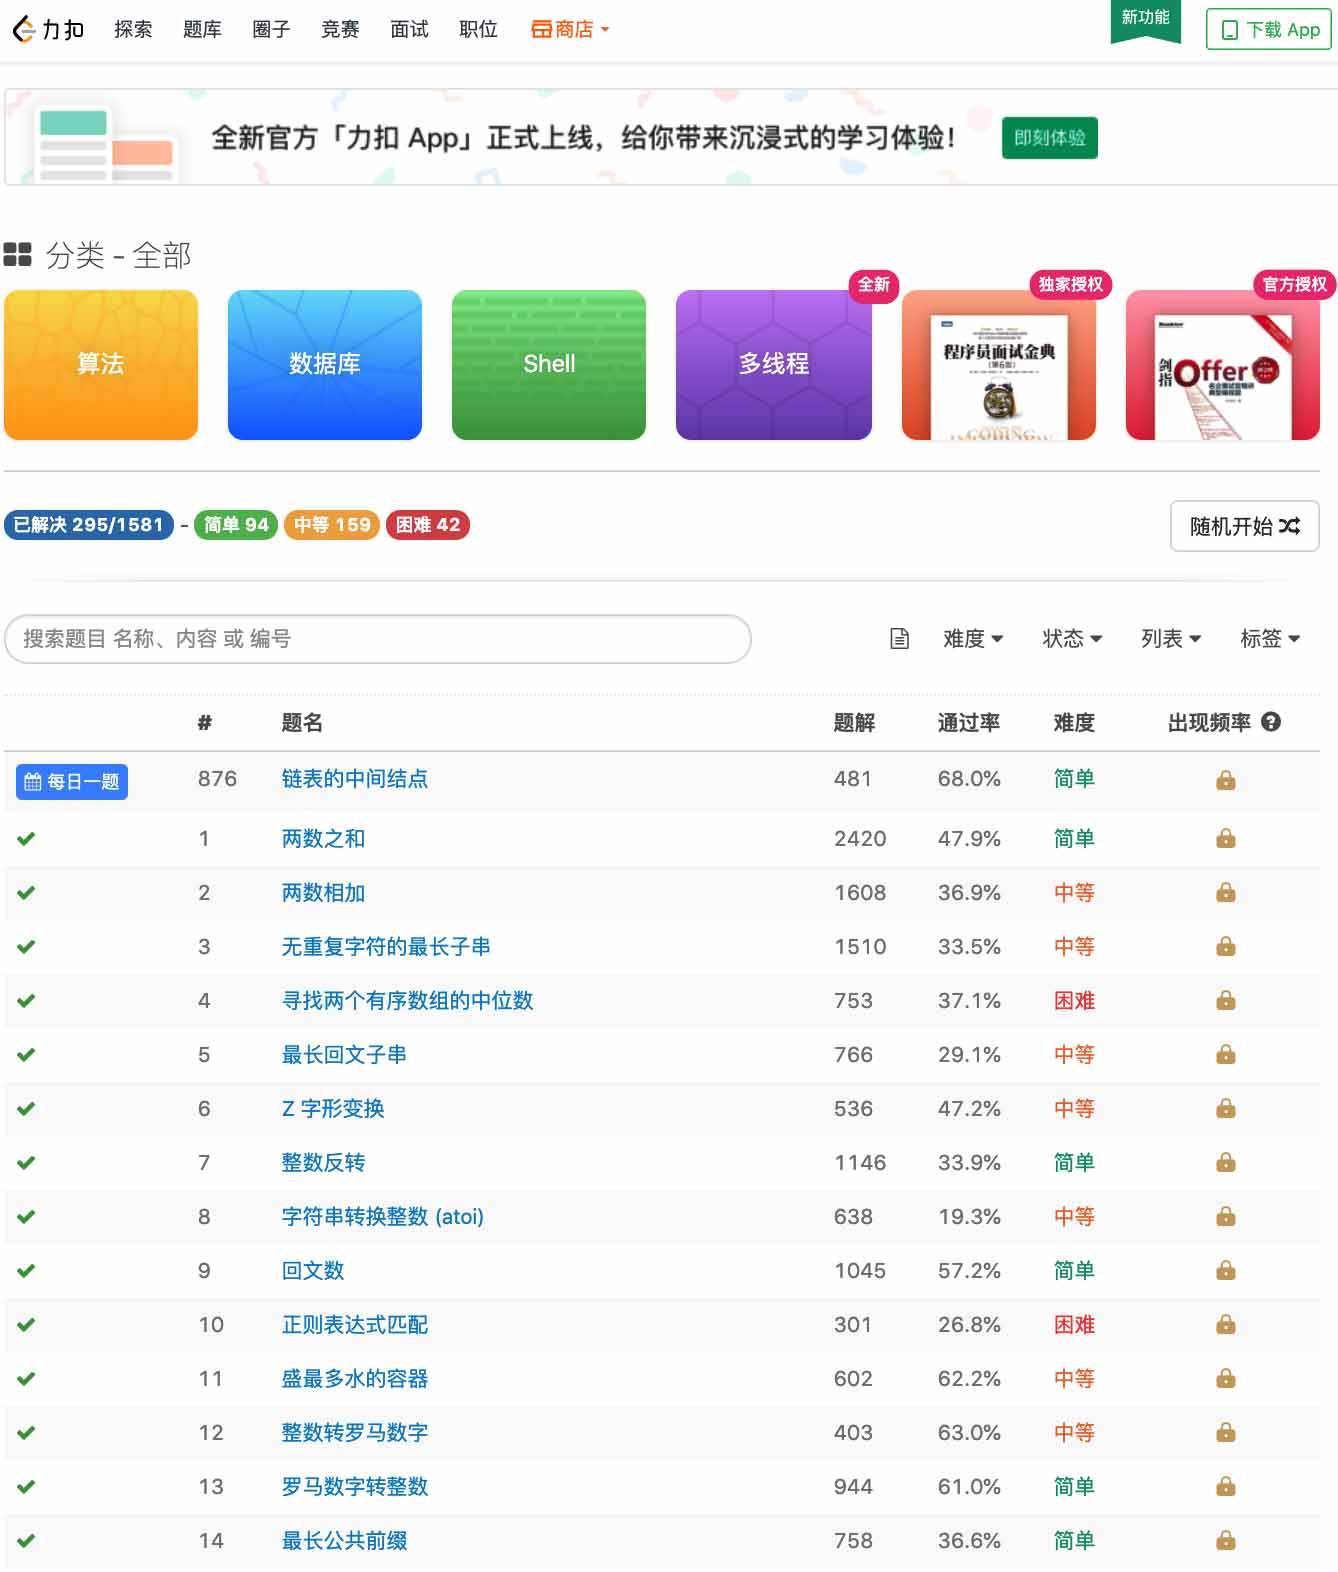 力扣 探索 题库 圈子 竞赛 面试 职位 商店 新功能 下载 App
全新官方「力扣 App」正式上线，给你带来沉浸式的学习体验！ 即刻体验
分类 - 全部
全新 独家授权 官方授权
算法 数据库 Shell 多线程
程序员面试金典
（第6版）
剑指 Offer
名企面试官精讲
典型编程题
已解决 295/1581 - 简单 94 中等 159 困难 42 随机开始
搜索题目 名称、内容 或 编号 难度 状态 列表 标签
# 题名 题解 通过率 难度 出现频率
每日一题 876 链表的中间结点 481 68.0% 简单
1 两数之和 2420 47.9% 简单
2 两数相加 1608 36.9% 中等
3 无重复字符的最长子串 1510 33.5% 中等
4 寻找两个有序数组的中位数 753 37.1% 困难
5 最长回文子串 766 29.1% 中等
6 Z 字形变换 536 47.2% 中等
7 整数反转 1146 33.9% 简单
8 字符串转换整数 (atoi) 638 19.3% 中等
9 回文数 1045 57.2% 简单
10 正则表达式匹配 301 26.8% 困难
11 盛最多水的容器 602 62.2% 中等
12 整数转罗马数字 403 63.0% 中等
13 罗马数字转整数 944 61.0% 简单
14 最长公共前缀 758 36.6% 简单